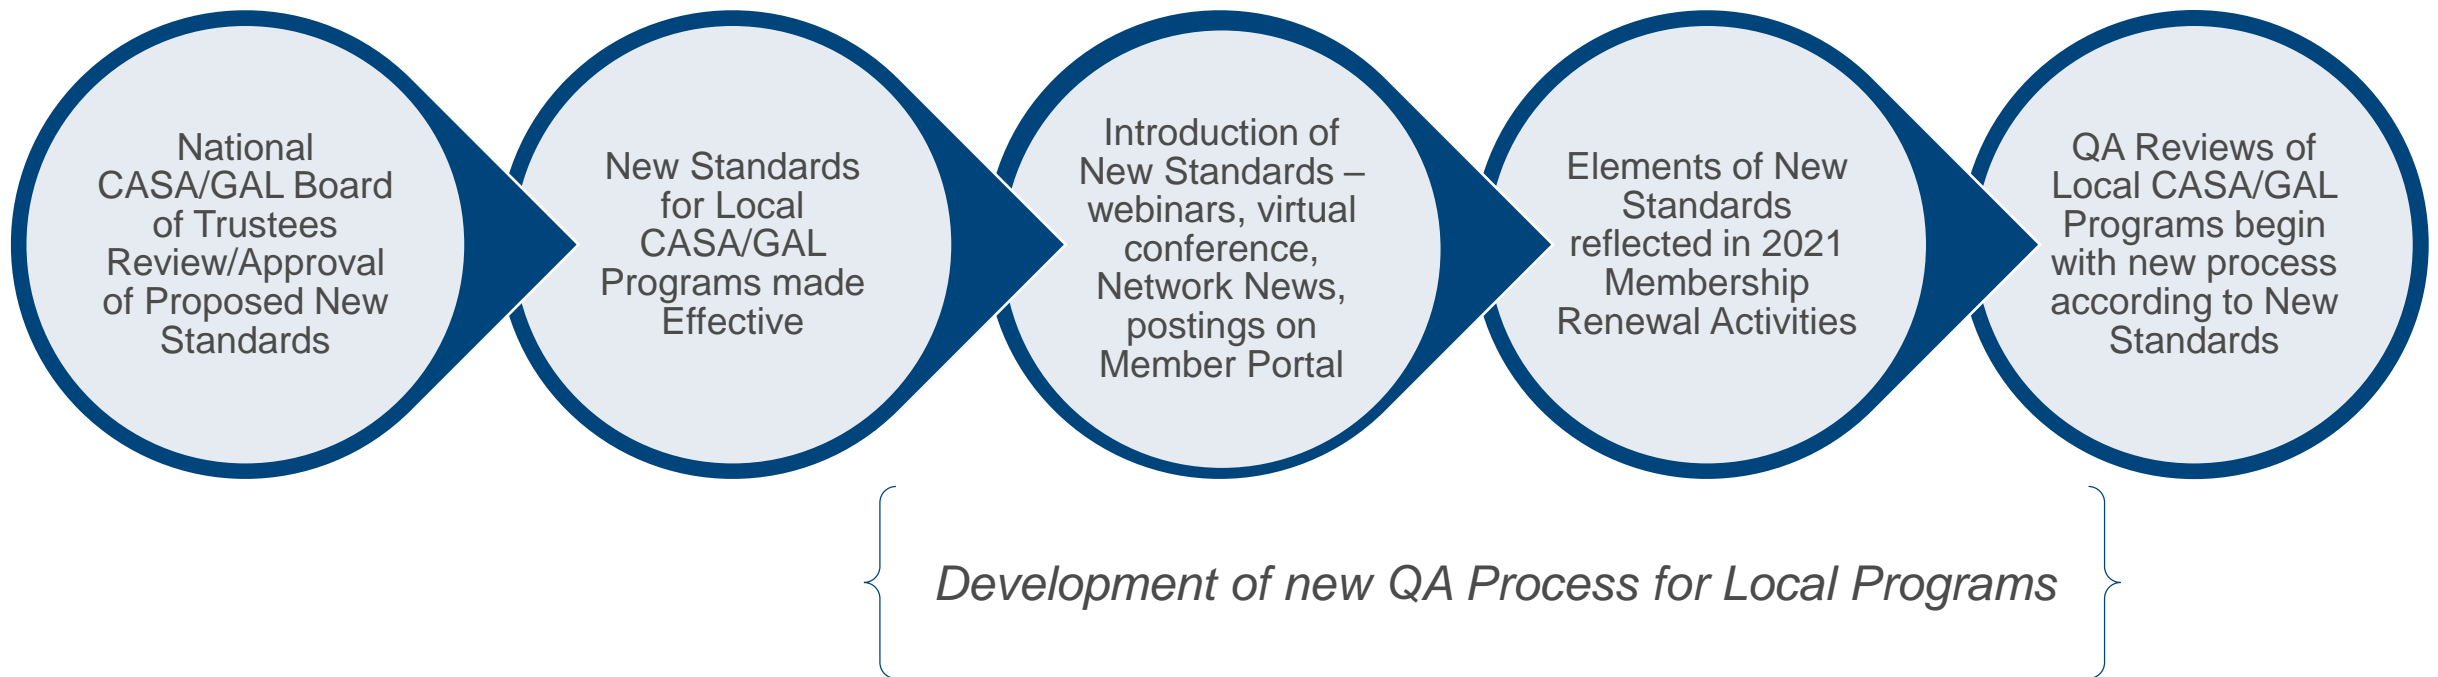 National
CASA/GAL Board
of Trustees
Review/Approval
of Proposed New
Standards
New Standards
for Local
CASA/GAL
Programs made
Effective
Introduction of
New Standards –
webinars, virtual
conference,
Network News,
postings on
Member Portal
Elements of New
Standards
reflected in 2021
Membership
Renewal Activities
QA Reviews of
Local CASA/GAL
Programs begin
with new process
according to New
Standards
Development of new QA Process for Local Programs